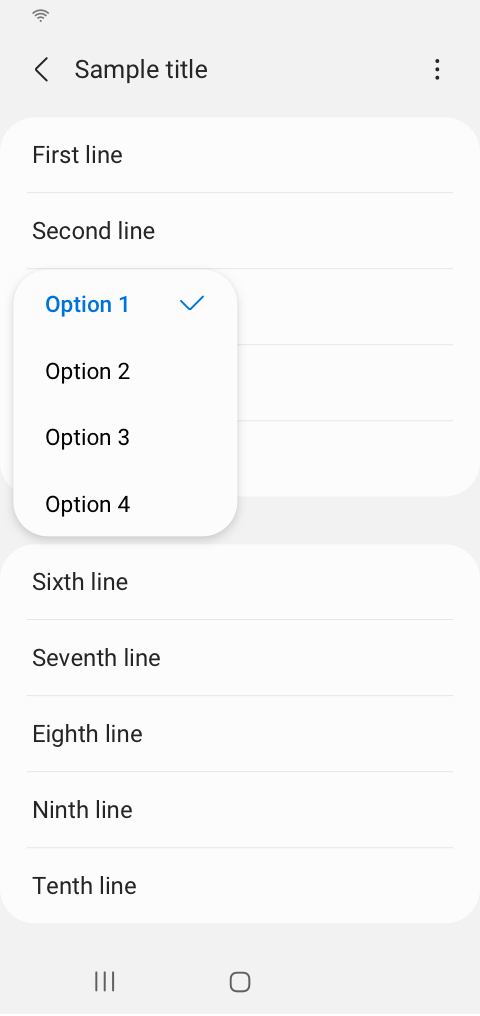 Sample title
First line
Second line
Option 1
Option 2
Option 3
Option 4
Sixth line
Seventh line
Eighth line
Ninth line
Tenth line